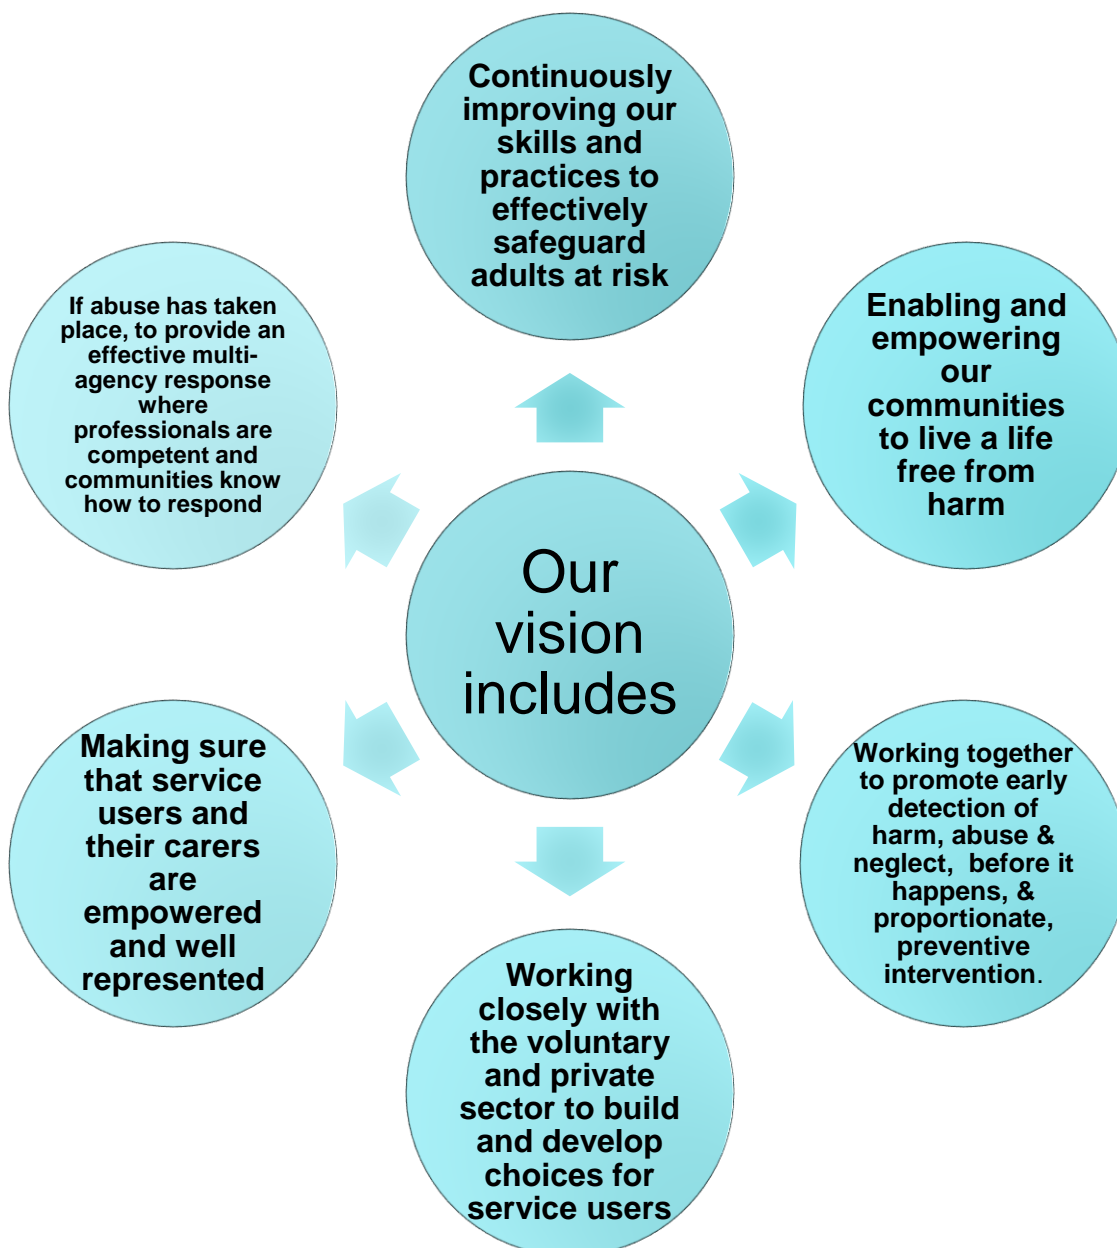 Continuously
improving our
skills and
practices to
effectively
safeguard
adults at risk
Enabling and
empowering
our
communities
to live a life
free from
harm
Working together
to promote early
detection of
harm, abuse &
neglect,  before it
happens, &
proportionate,
preventive
intervention.
Working
closely with
the voluntary
and private
sector to build
and develop
choices for
service users
Making sure
that service
users and
their carers
are
empowered
and well
represented
If abuse has taken
place, to provide an
effective multi-
agency response
where
professionals are
competent and
communities know
how to respond
Our
vision
includes